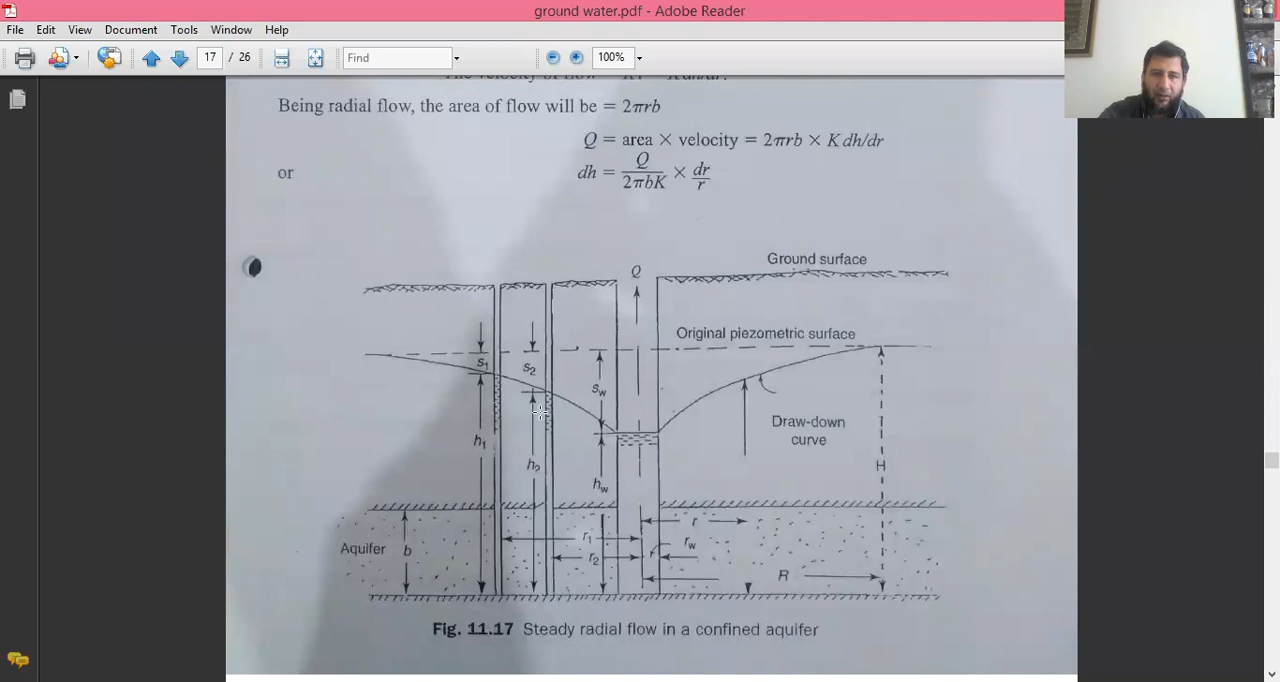 ground water.pdf - Adobe Reader
File Edit View Document Tools Window Help
17 / 26 Find 100%
Being radial flow, the area of flow will be = 2πrb
Q = area × velocity = 2πrb × K dh/dr
or dh = Q/2πbK × dr/r
Ground surface
Q
Original piezometric surface
s₁
s₂
s_w
Draw-down
curve
h₁
h₂
h_w
H
r
r₁
r_w
Aquifer b
r₂
R
Fig. 11.17 Steady radial flow in a confined aquifer